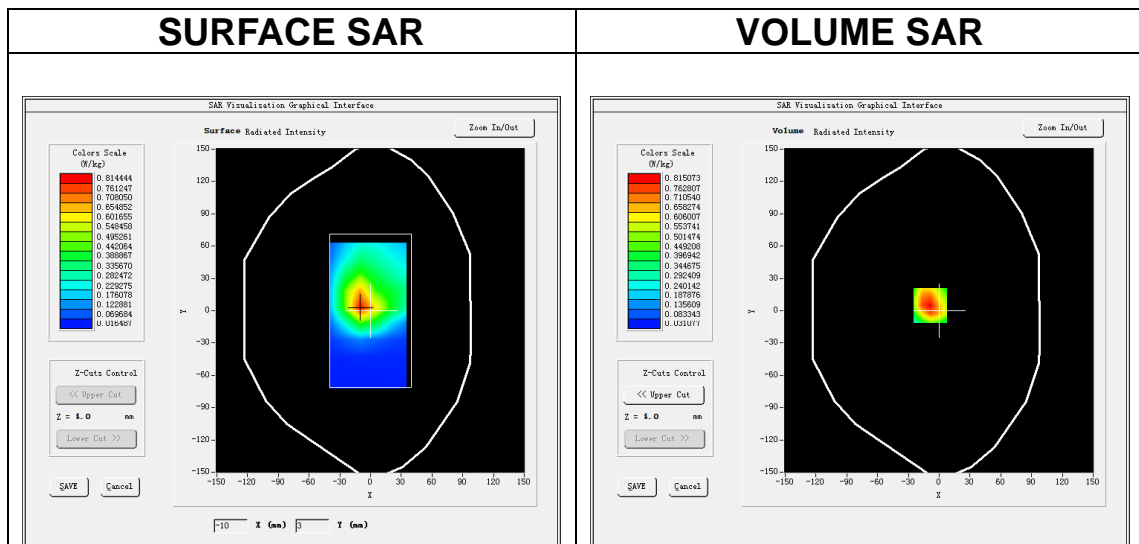 SURFACE SAR
VOLUME SAR
SAR Visualisation Graphical Interface
Surface Radiated Intensity
Zoom In/Out
Colors Scale
(W/kg)
0.814444
0.761247
0.708050
0.654852
0.601655
0.548458
0.495261
0.442064
0.388867
0.335670
0.282472
0.229275
0.176078
0.122881
0.069684
0.016487
150
120
90
60
30
0
-30
-60
-90
-120
-150
Y
-150 -120 -90 -60 -30 0 30 60 90 120 150
X
Z-Cuts Control
<< Upper Cut
Z = 4.0 mm
Lower Cut >>
SAVE Cancel
-10 X (mm) 3 Y (mm)
SAR Visualisation Graphical Interface
Volume Radiated Intensity
Zoom In/Out
Colors Scale
(W/kg)
0.815073
0.762807
0.710540
0.658274
0.606007
0.553741
0.501474
0.449208
0.396942
0.344675
0.292409
0.240142
0.187876
0.135609
0.083343
0.031077
150
120
90
60
30
0
-30
-60
-90
-120
-150
Y
-150 -120 -90 -60 -30 0 30 60 90 120 150
X
Z-Cuts Control
<< Upper Cut
Z = 4.0 mm
Lower Cut >>
SAVE Cancel